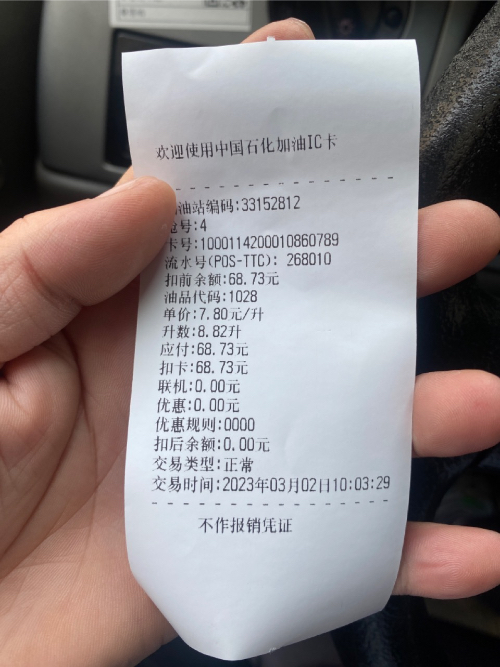 欢迎使用中国石化加油IC卡
油站编码:33152812
枪号:4
卡号:1000114200010860789
流水号(POS-TTC): 268010
扣前余额:68.73元
油品代码:1028
单价:7.80元/升
升数:8.82升
应付:68.73元
扣卡:68.73元
联机:0.00元
优惠:0.00元
优惠规则:0000
扣后余额:0.00元
交易类型:正常
交易时间:2023年03月02日10:03:29
不作报销凭证